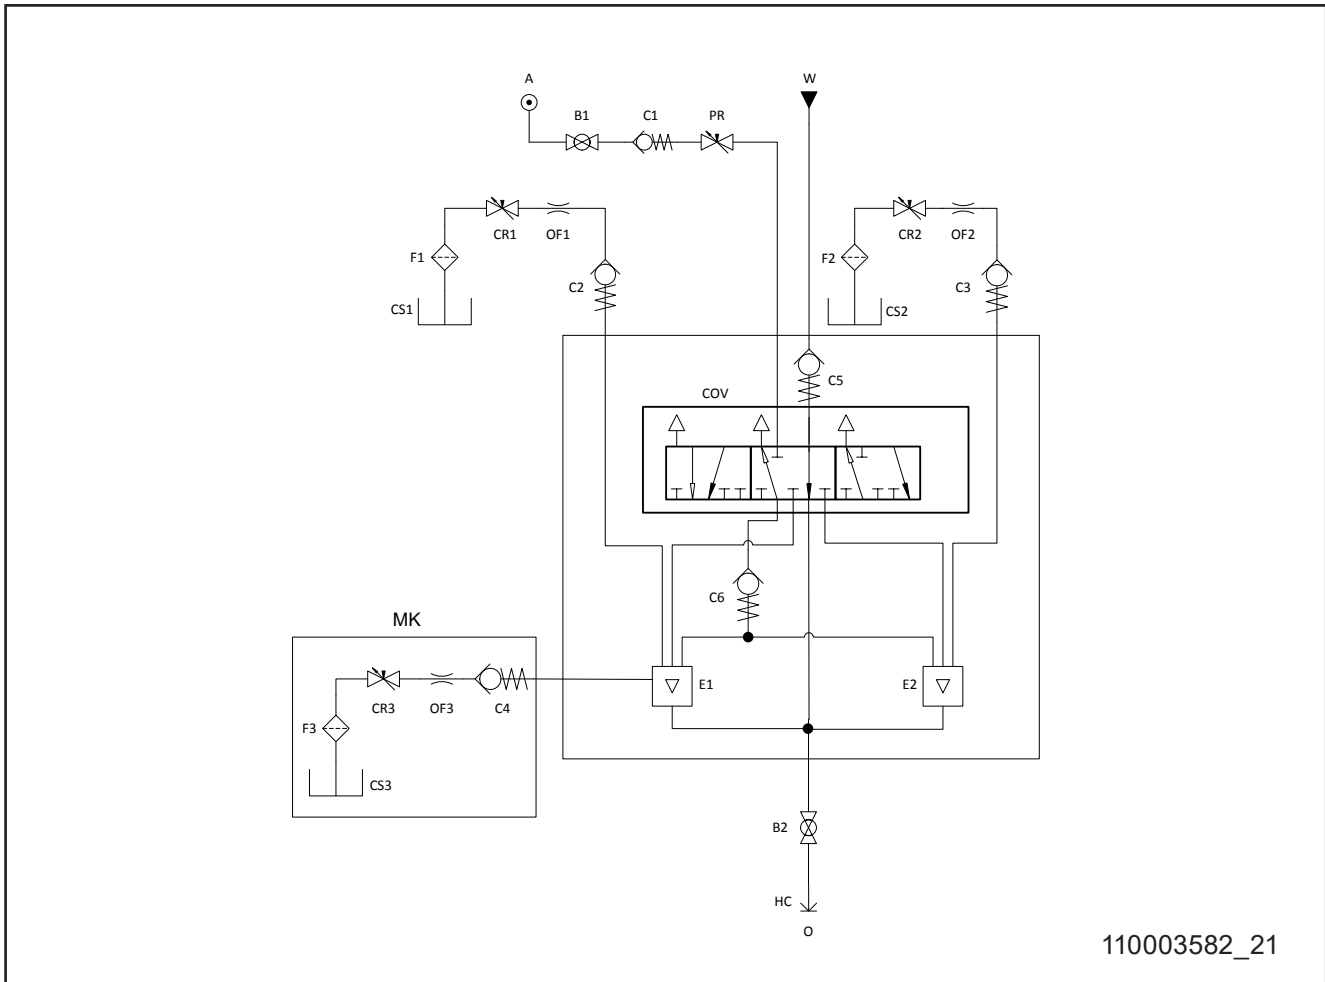 A
W
B1
C1
PR
CR1
OF1
CR2
OF2
F1
F2
C2
C3
CS1
CS2
C5
COV
C6
MK
E1
E2
CR3
OF3
C4
F3
CS3
B2
HC
O
110003582_21